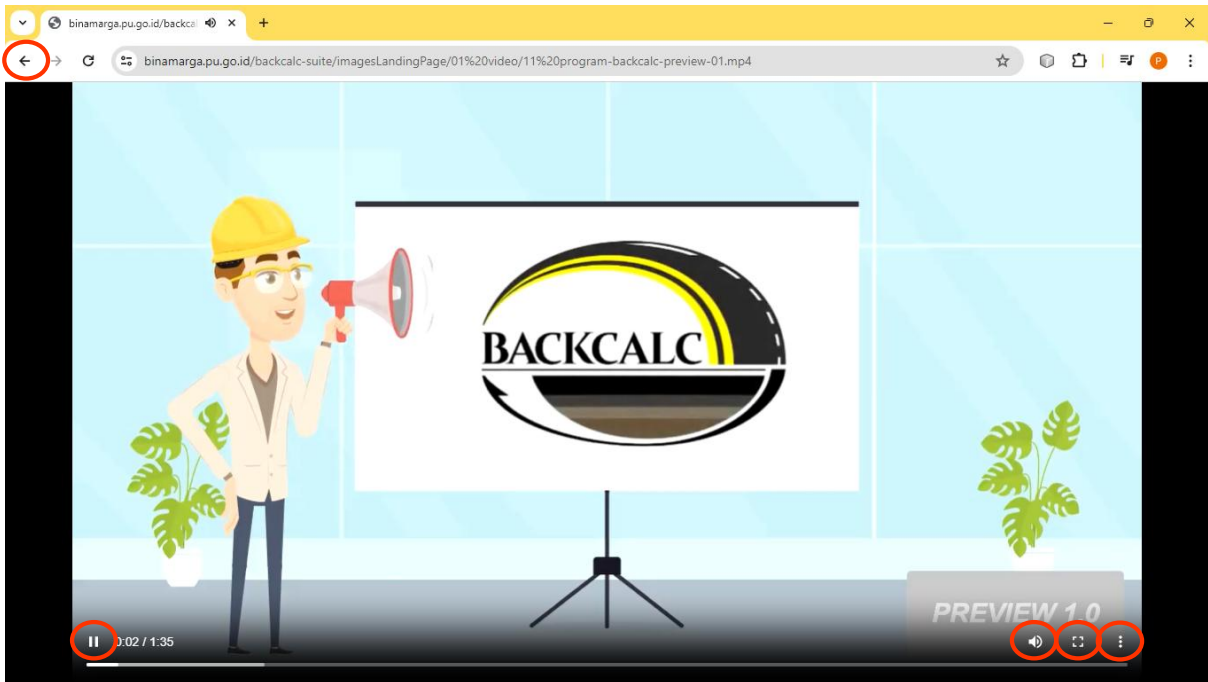 binamarga.pu.go.id/backca
binamarga.pu.go.id/backcalc-suite/imagesLandingPage/01%20video/11%20program-backcalc-preview-01.mp4
P
BACKCALC
PREVIEW 1.0
0:02 / 1:35